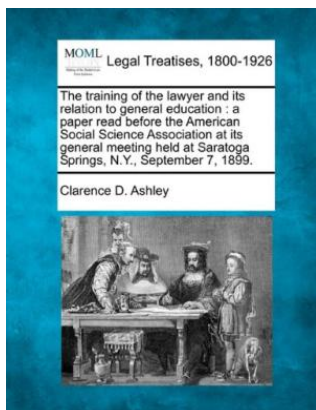 MOML
Legal Treatises, 1800-1926
The training of the lawyer and its
relation to general education : a
paper read before the American
Social Science Association at its
general meeting held at Saratoga
Springs, N.Y., September 7, 1899.
Clarence D. Ashley